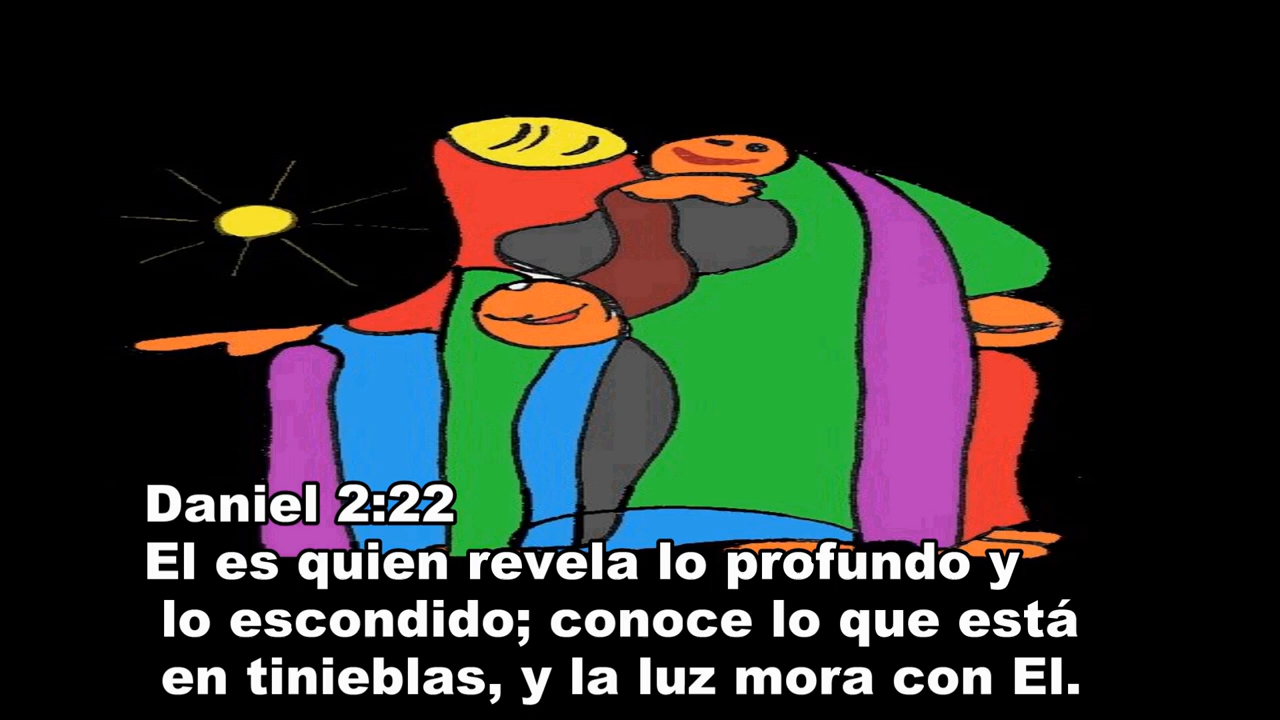 Daniel 2:22
El es quien revela lo profundo y
lo escondido; conoce lo que está
en tinieblas, y la luz mora con El.